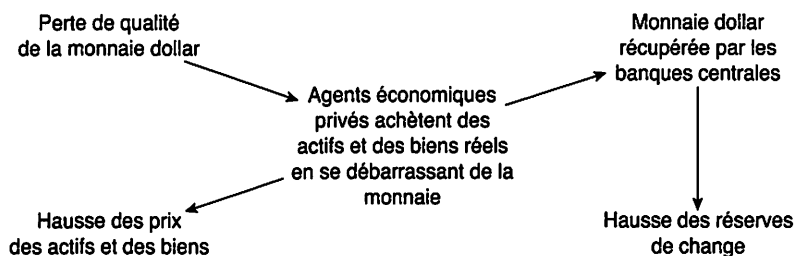 Perte de qualité
de la monnaie dollar
Agents économiques
privés achètent des
actifs et des biens réels
en se débarrassant de la
monnaie
Monnaie dollar
récupérée par les
banques centrales
Hausse des prix
des actifs et des biens
Hausse des réserves
de change